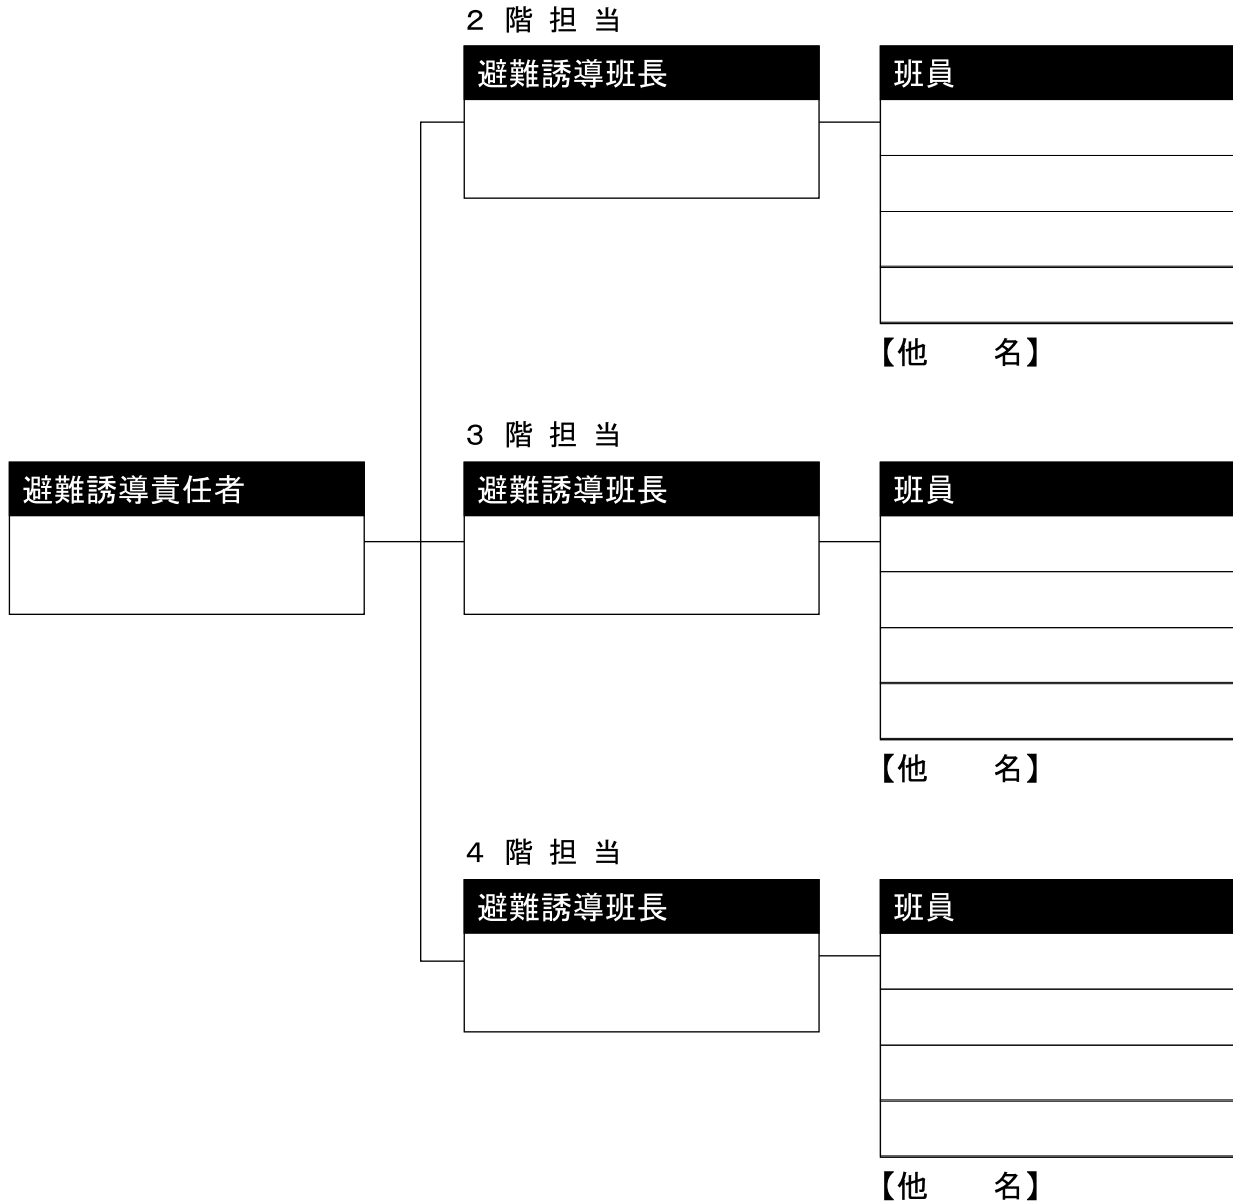 ２階担当
避難誘導班長
班員
【他　　名】
３階担当
避難誘導責任者
避難誘導班長
班員
【他　　名】
４階担当
避難誘導班長
班員
【他　　名】